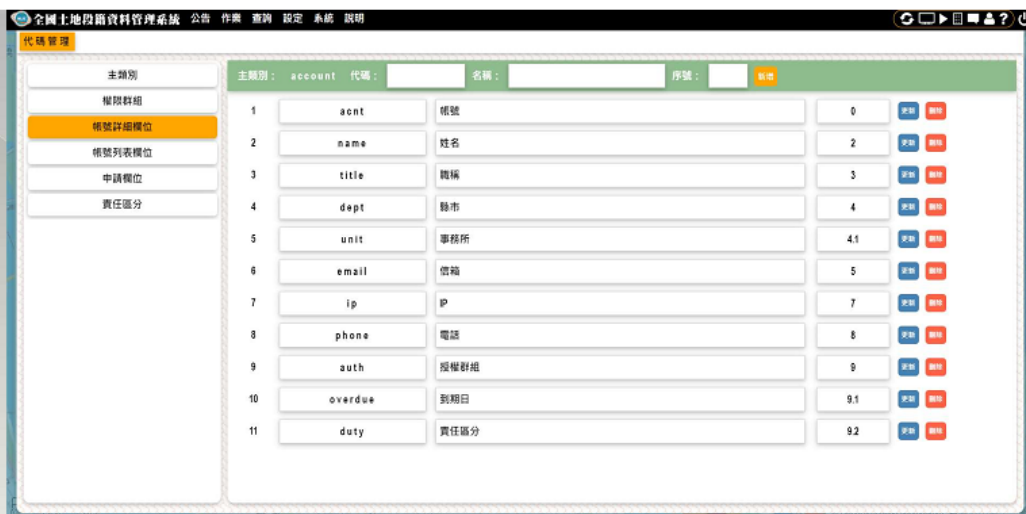 全國土地段籍資料管理系統 公告 作業 查詢 設定 系統 說明
代碼管理
主類別
權限群組
帳號詳細欄位
帳號列表欄位
申請欄位
責任區分
主類別： account 代碼： 名稱： 序號： 新增
1 acnt 帳號 0 更新 刪除
2 name 姓名 2 更新 刪除
3 title 職稱 3 更新 刪除
4 dept 縣市 4 更新 刪除
5 unit 事務所 4.1 更新 刪除
6 email 信箱 5 更新 刪除
7 ip IP 7 更新 刪除
8 phone 電話 8 更新 刪除
9 auth 授權群組 9 更新 刪除
10 overdue 到期日 9.1 更新 刪除
11 duty 責任區分 9.2 更新 刪除